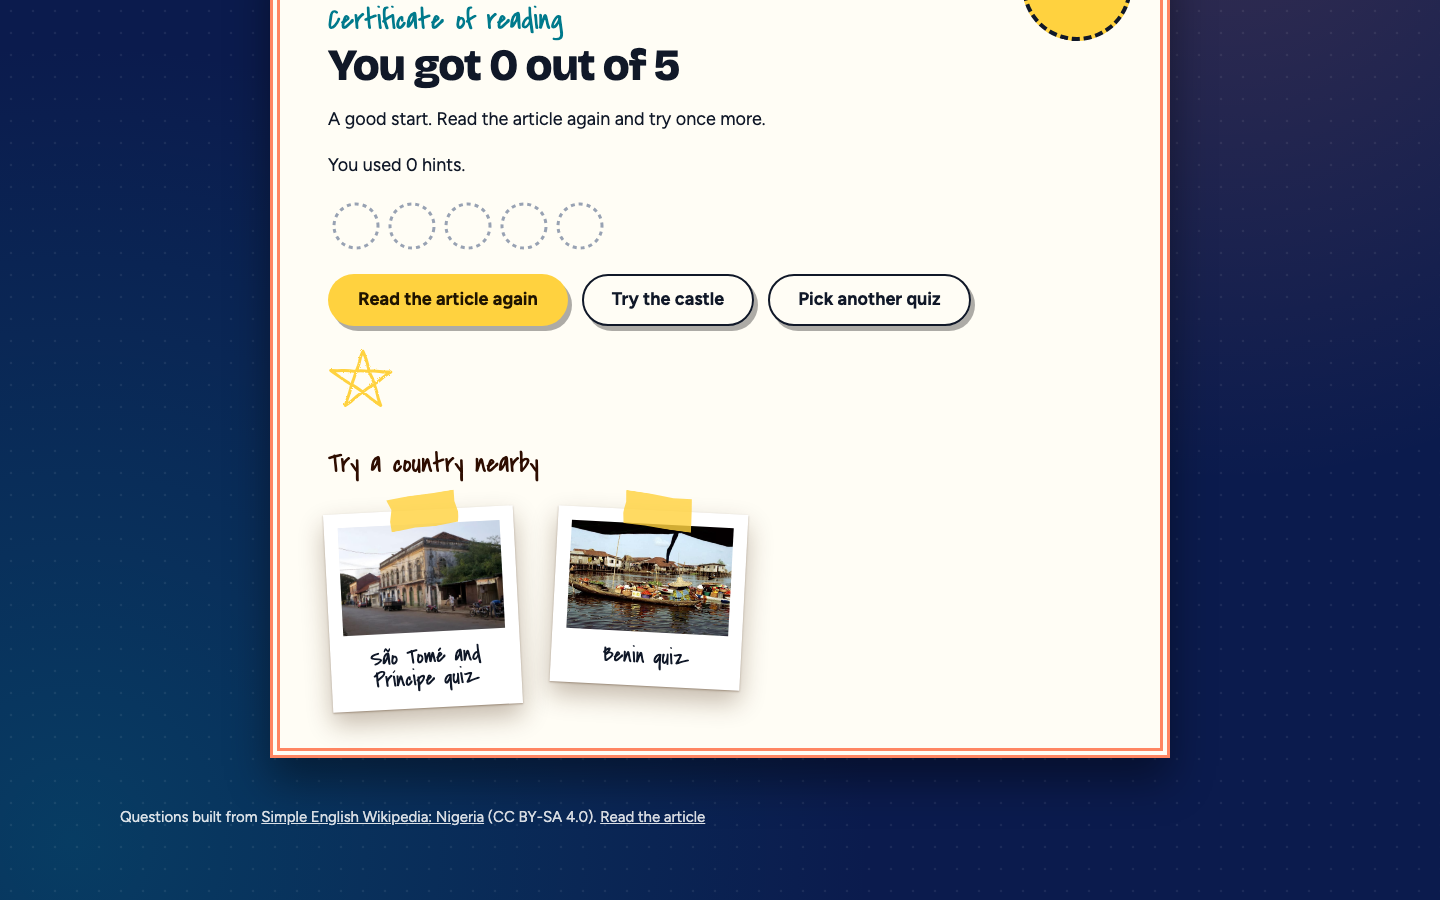 Certificate of reading
You got 0 out of 5
A good start. Read the article again and try once more.
You used 0 hints.
Read the article again
Try the castle
Pick another quiz
Try a country nearby
São Tomé and
Príncipe quiz
Benin quiz
Questions built from Simple English Wikipedia: Nigeria (CC BY-SA 4.0). Read the article